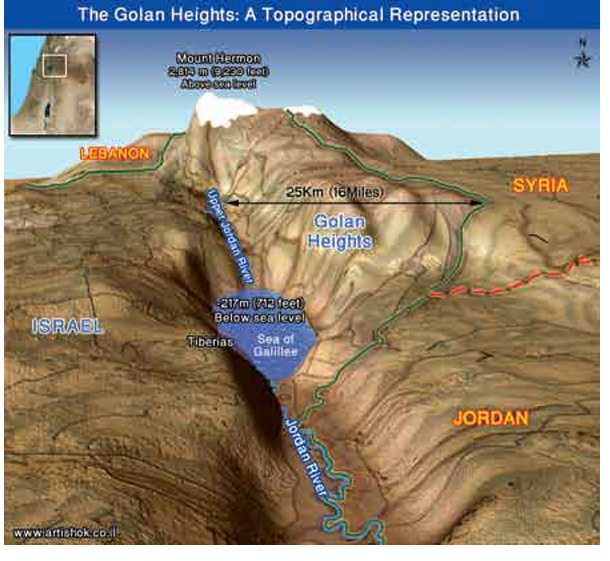 The Golan Heights: A Topographical Representation
N
Mount Hermon
2,814 m (9,230 feet)
Above sea level
LEBANON
SYRIA
25Km (16Miles)
Golan
Heights
Upper Jordan River
-217m (712 feet)
Below sea level
ISRAEL
Tiberias
Sea of
Galillee
JORDAN
Jordan River
www.artishok.co.il